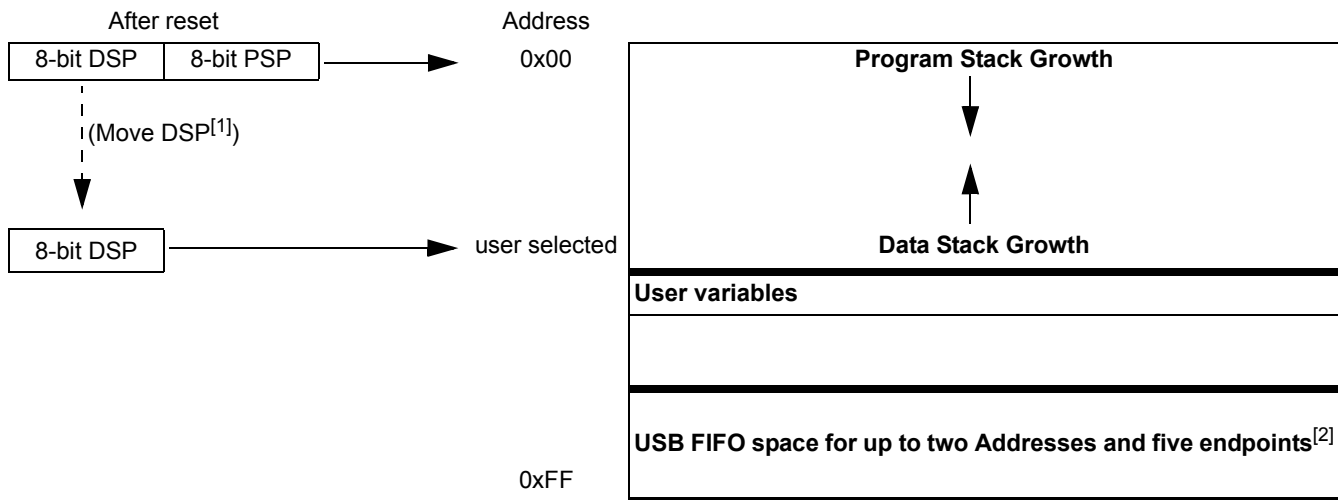 After reset
Address
8-bit DSP 8-bit PSP
0x00
Program Stack Growth
(Move DSP[1])
8-bit DSP
user selected
Data Stack Growth
User variables
USB FIFO space for up to two Addresses and five endpoints[2]
0xFF